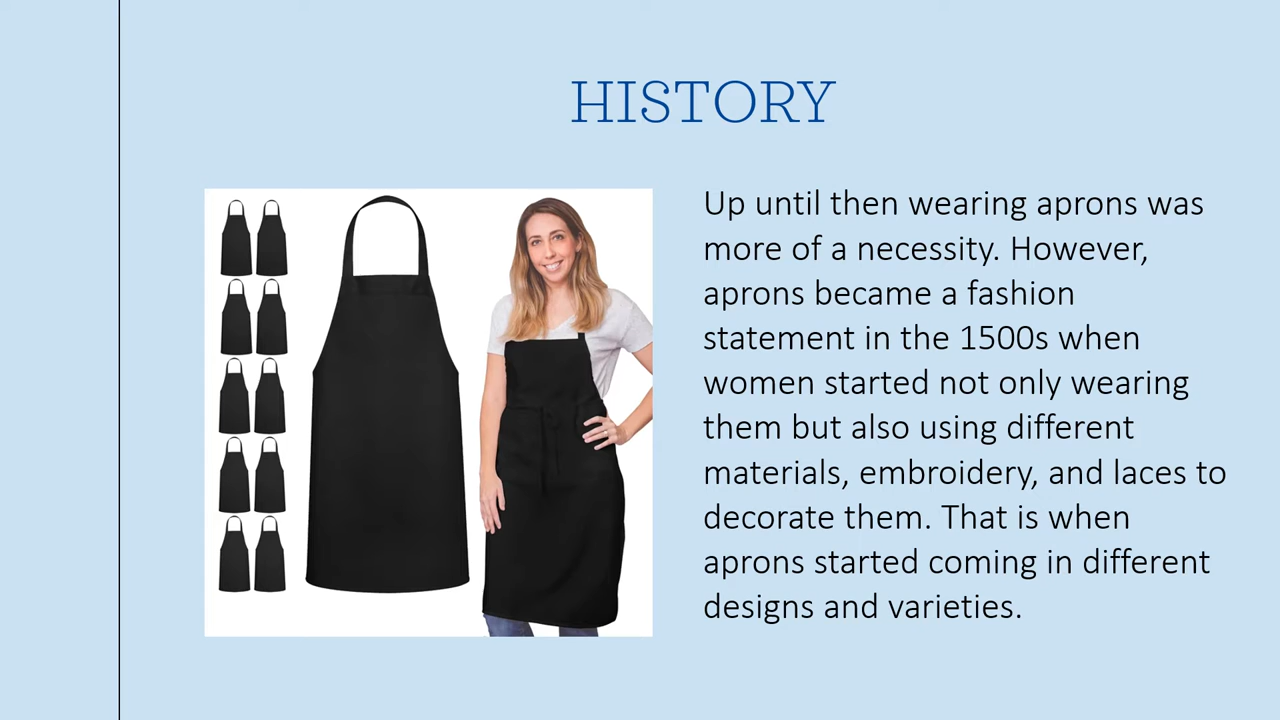 HISTORY
Up until then wearing aprons was
more of a necessity. However,
aprons became a fashion
statement in the 1500s when
women started not only wearing
them but also using different
materials, embroidery, and laces to
decorate them. That is when
aprons started coming in different
designs and varieties.